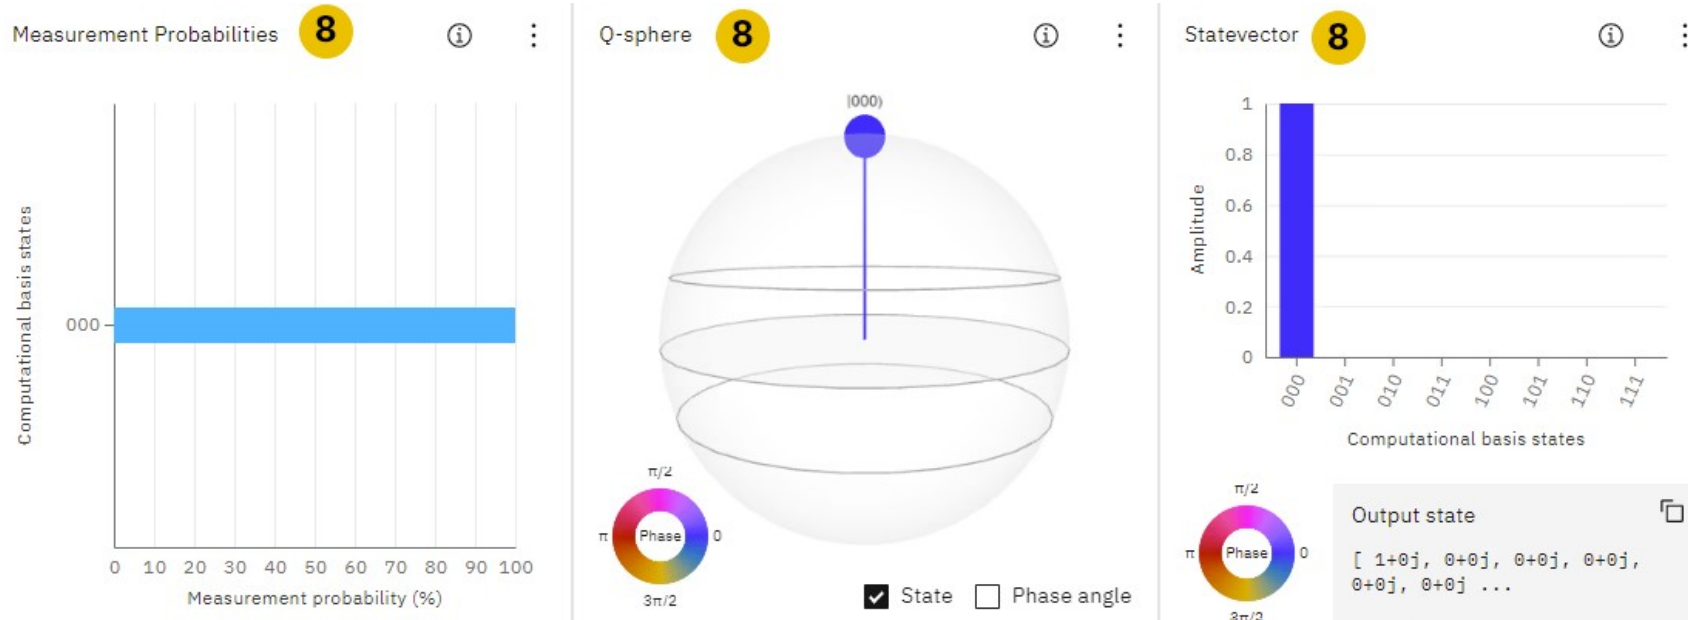 Measurement Probabilities 8
Computational basis states
000
0 10 20 30 40 50 60 70 80 90 100
Measurement probability (%)
Q-sphere 8
|000⟩
π/2
π Phase 0
3π/2
State Phase angle
Statevector 8
Amplitude
1
0.8
0.6
0.4
0.2
0
000 001 010 011 100 101 110 111
Computational basis states
π/2
π Phase 0
3π/2
Output state
[ 1+0j, 0+0j, 0+0j, 0+0j,
0+0j, 0+0j ...